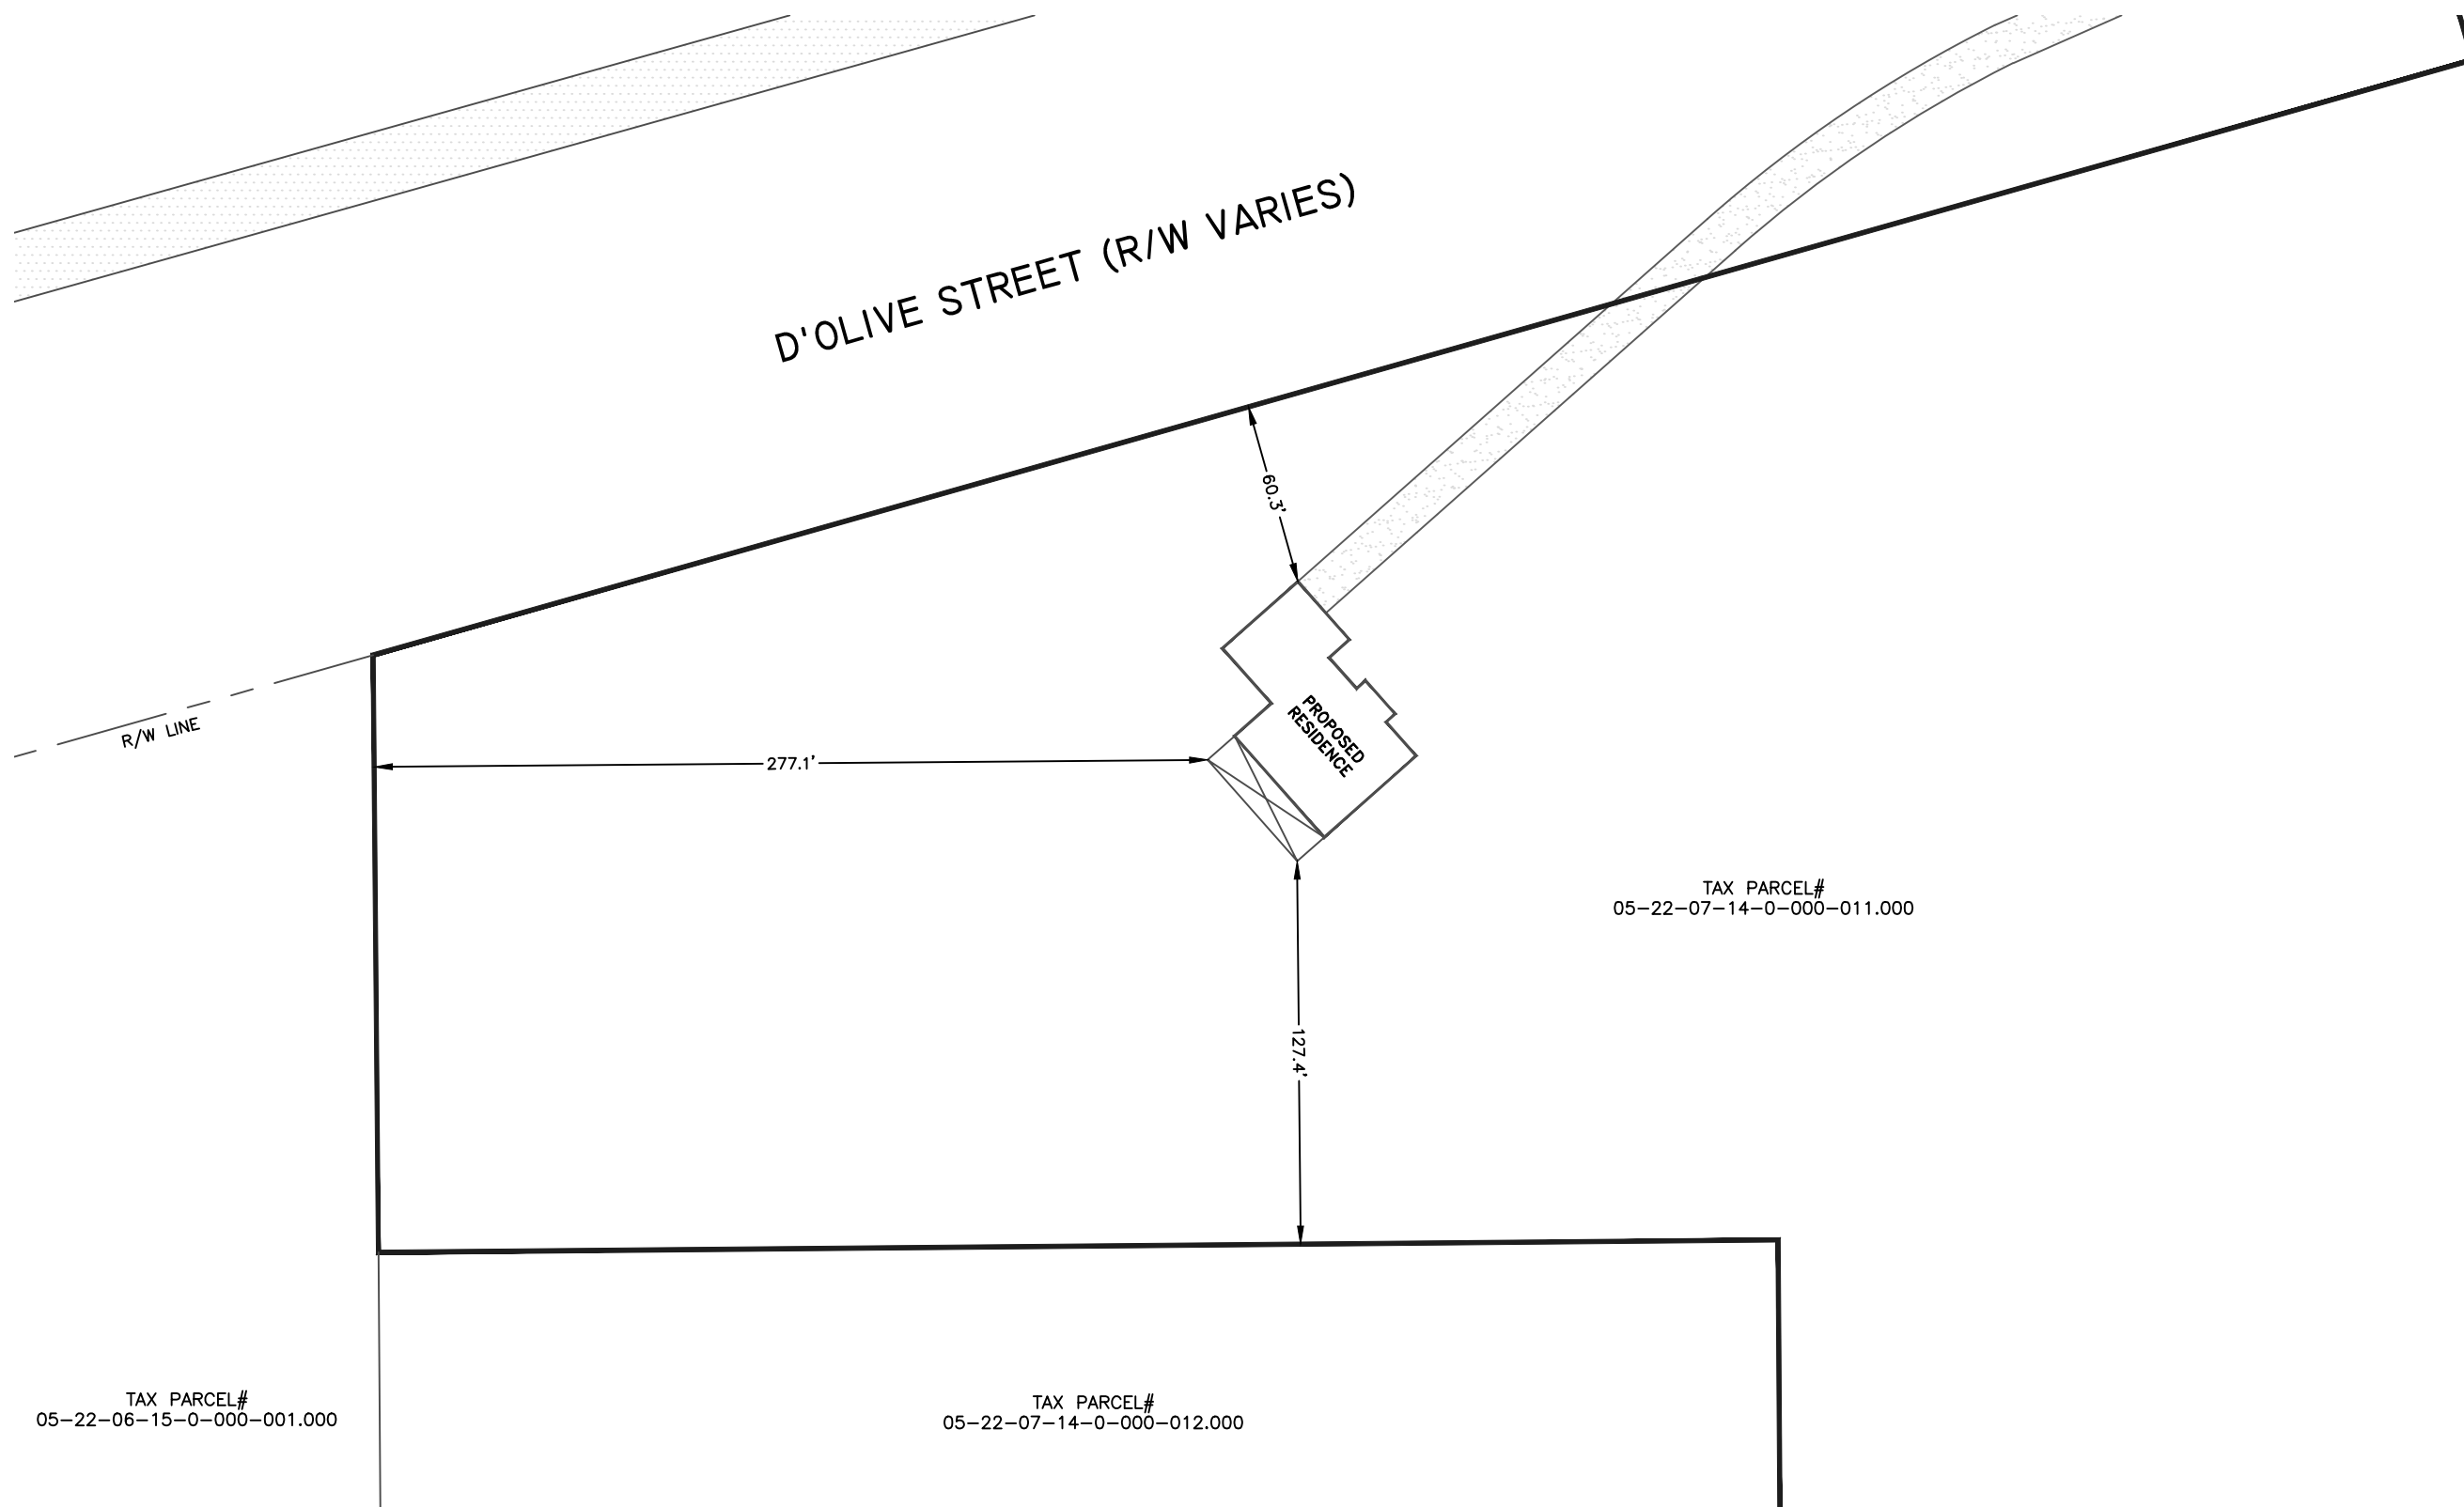 D'OLIVE STREET (R/W VARIES)
60.3'
R/W LINE
PROPOSED
RESIDENCE
277.1'
TAX PARCEL#
05-22-07-14-0-000-011.000
127.4'
TAX PARCEL#
05-22-06-15-0-000-001.000
TAX PARCEL#
05-22-07-14-0-000-012.000